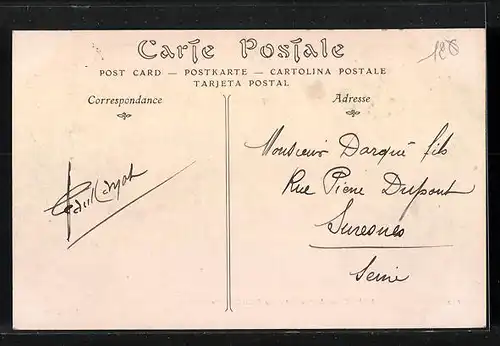 Carte Postale
POST CARD — POSTKARTE — CARTOLINA POSTALE
TARJETA POSTAL
Correspondance
Adresse
Monsieur Darqué fils
Rue Pierre Dupont
Suresnes
Seine